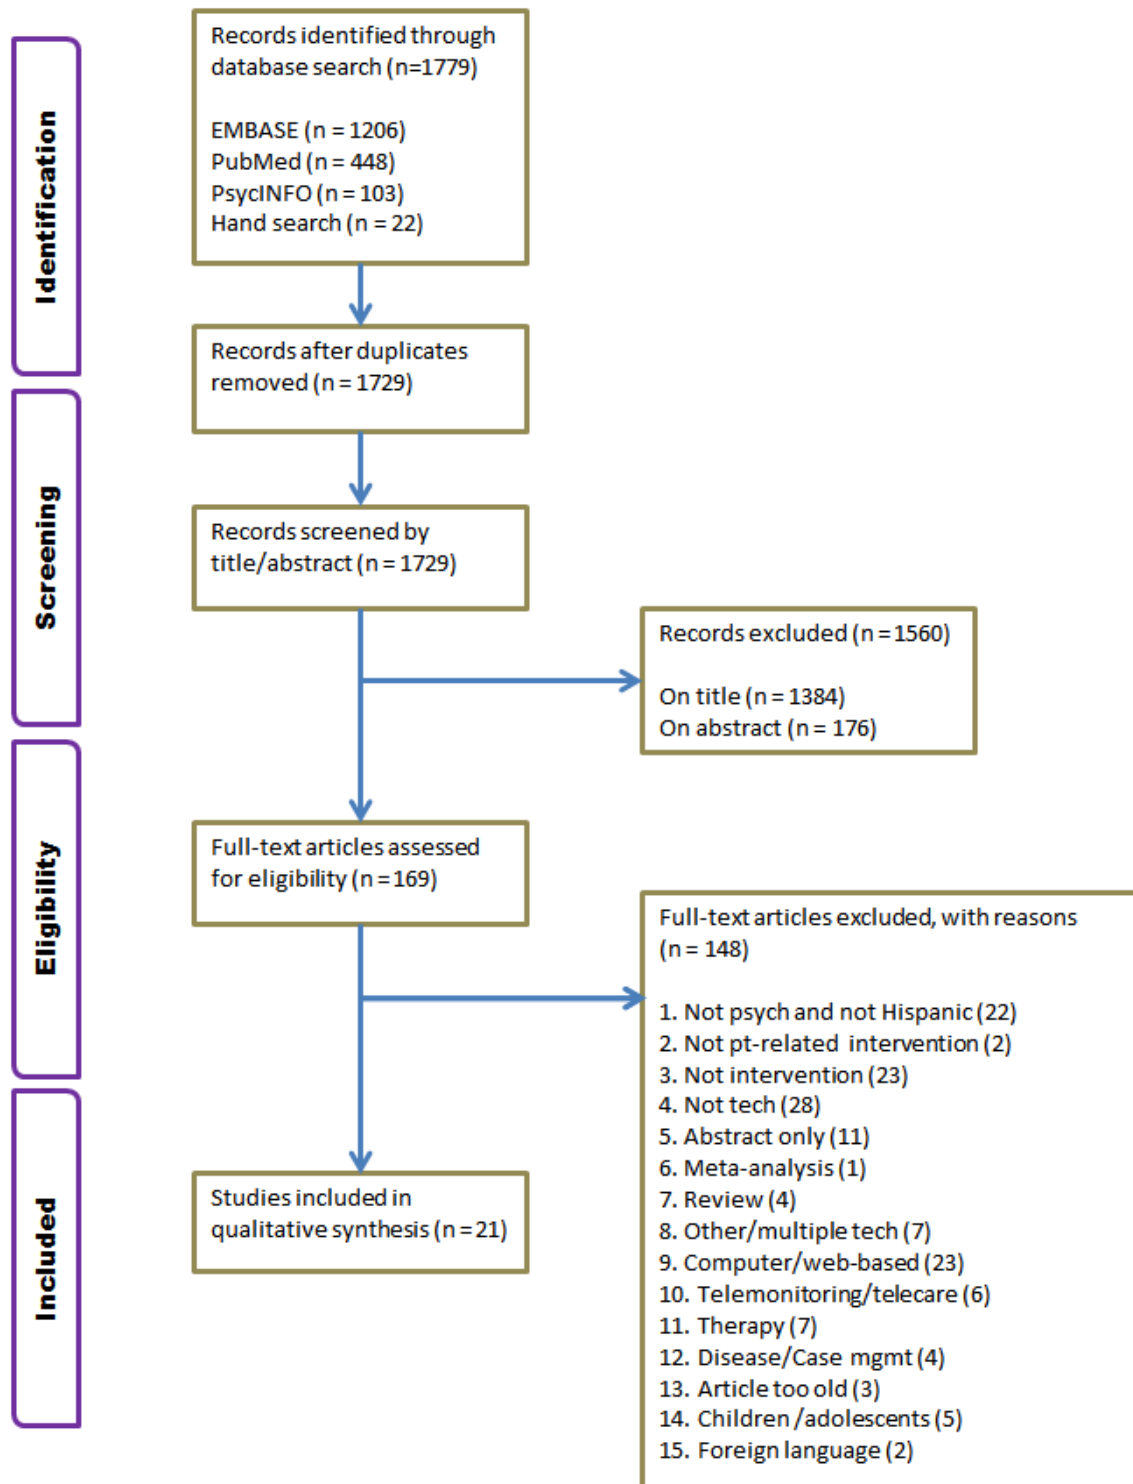 Identification
Records identified through
database search (n=1779)
EMBASE (n = 1206)
PubMed (n = 448)
PsycINFO (n = 103)
Hand search (n = 22)
Records after duplicates
removed (n = 1729)
Screening
Records screened by
title/abstract (n = 1729)
Records excluded (n = 1560)
On title (n = 1384)
On abstract (n = 176)
Eligibility
Full-text articles assessed
for eligibility (n = 169)
Full-text articles excluded, with reasons
(n = 148)
1. Not psych and not Hispanic (22)
2. Not pt-related intervention (2)
3. Not intervention (23)
4. Not tech (28)
5. Abstract only (11)
6. Meta-analysis (1)
7. Review (4)
8. Other/multiple tech (7)
9. Computer/web-based (23)
10. Telemonitoring/telecare (6)
11. Therapy (7)
12. Disease/Case mgmt (4)
13. Article too old (3)
14. Children /adolescents (5)
15. Foreign language (2)
Included
Studies included in
qualitative synthesis (n = 21)